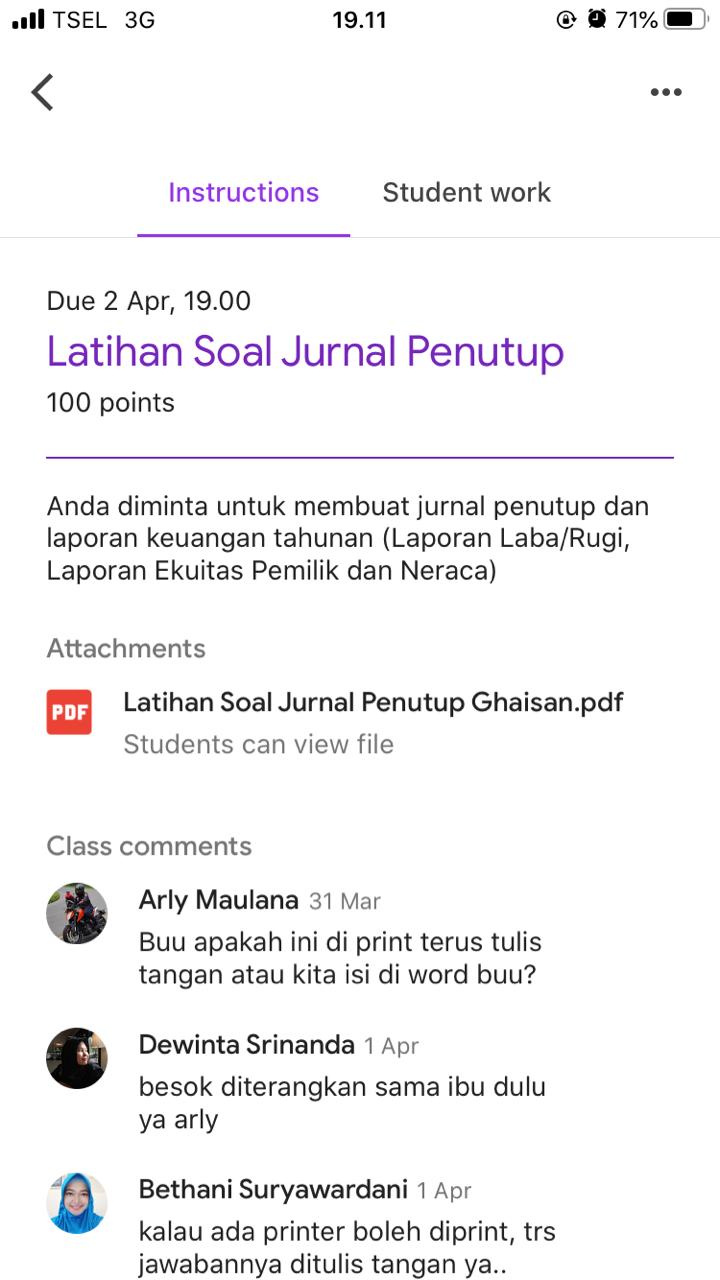 TSEL 3G 19.11 71%
Instructions Student work
Due 2 Apr, 19.00
Latihan Soal Jurnal Penutup
100 points
Anda diminta untuk membuat jurnal penutup dan
laporan keuangan tahunan (Laporan Laba/Rugi,
Laporan Ekuitas Pemilik dan Neraca)
Attachments
PDF Latihan Soal Jurnal Penutup Ghaisan.pdf
Students can view file
Class comments
Arly Maulana 31 Mar
Buu apakah ini di print terus tulis
tangan atau kita isi di word buu?
Dewinta Srinanda 1 Apr
besok diterangkan sama ibu dulu
ya arly
Bethani Suryawardani 1 Apr
kalau ada printer boleh diprint, trs
jawabannya ditulis tangan ya..